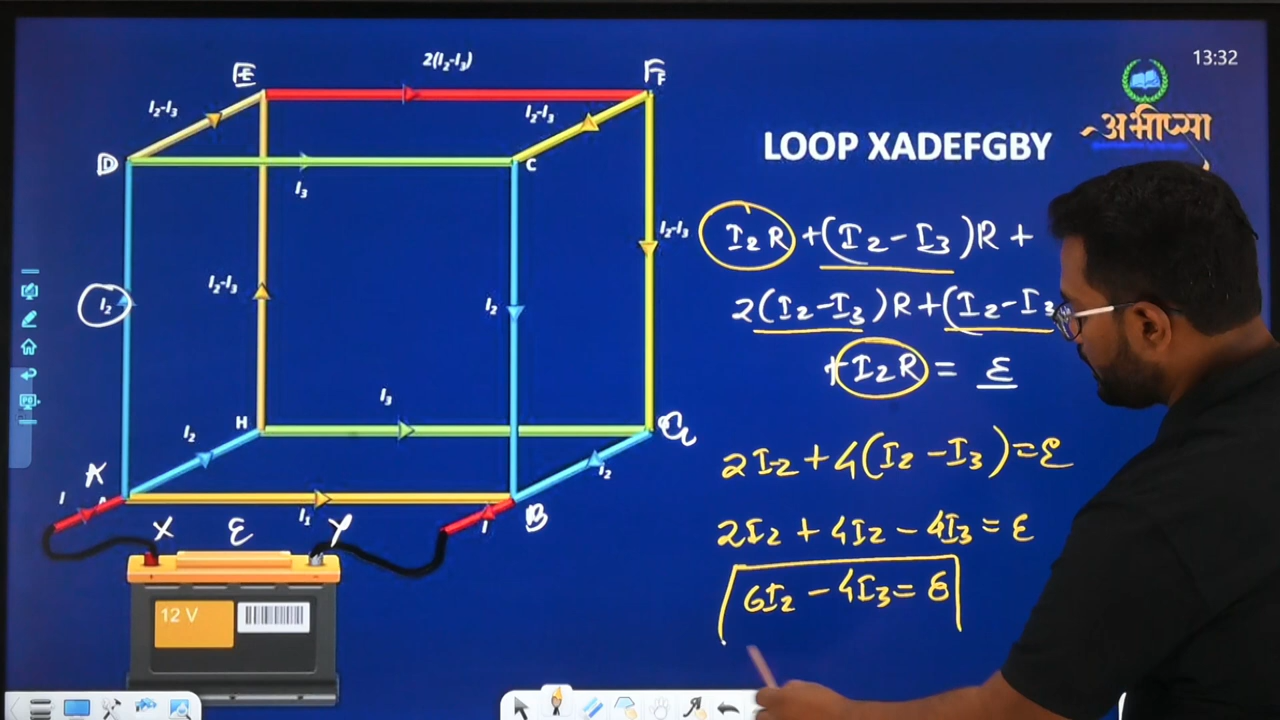 13:32
अभीप्सा
LOOP XADEFGBY
I₂R + (I₂ - I₃)R +
2(I₂ - I₃)R + (I₂ - I₃
+ I₂R = ε
2I₂ + 4(I₂ - I₃) = ε
2I₂ + 4I₂ - 4I₃ = ε
6I₂ - 4I₃ = ε
E
2(I₂-I₃)
F
I₂-I₃
I₂-I₃
D
C
I₃
I₂-I₃
I₂
I₂-I₃
I₂
H
I₃
G
I₂
I₂
A
I
I₁
I
B
X
ε
Y
12 V